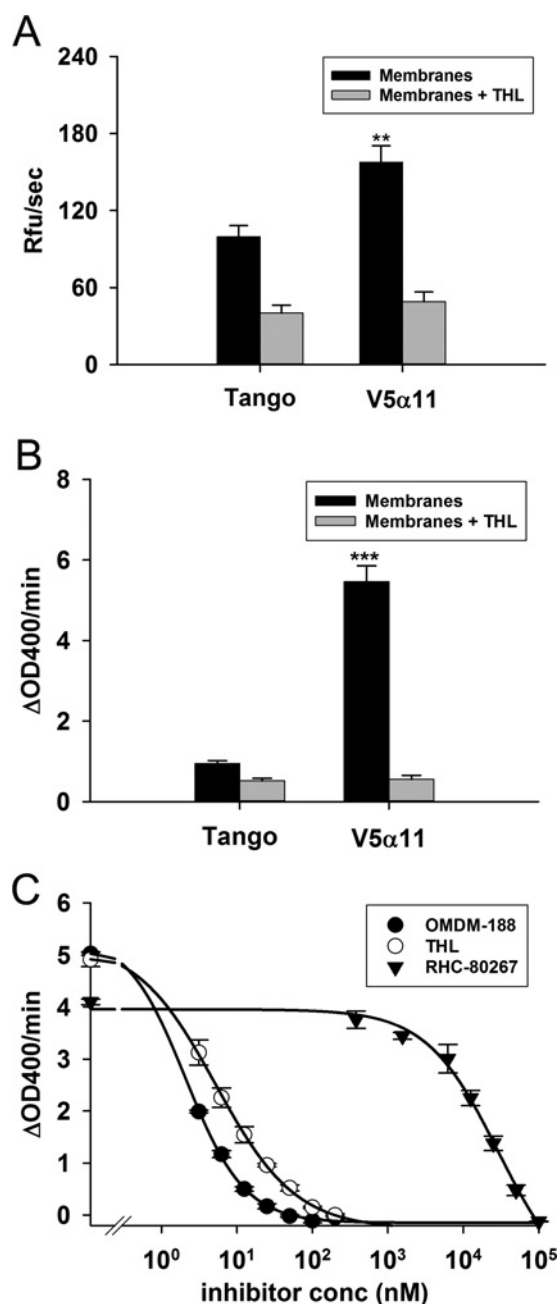 A
240
180
120
60
0
Rfu/sec
Membranes
Membranes + THL
**
Tango
V5α11
B
8
6
4
2
0
ΔOD400/min
Membranes
Membranes + THL
***
Tango
V5α11
C
6
5
4
3
2
1
0
ΔOD400/min
OMDM-188
THL
RHC-80267
10⁰ 10¹ 10² 10³ 10⁴ 10⁵
inhibitor conc (nM)